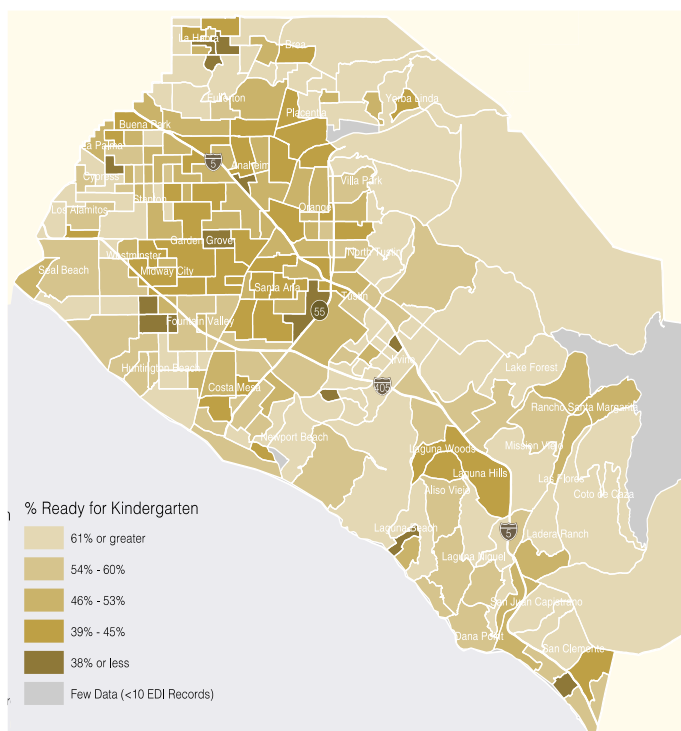 La Habra
Brea
Fullerton
Yorba Linda
Placentia
Buena Park
La Palma
5
Anaheim
Cypress
Villa Park
Stanton
Los Alamitos
Orange
Garden Grove
Westminster
North Tustin
Seal Beach
Midway City
Santa Ana
Tustin
55
Fountain Valley
Irvine
Huntington Beach
Lake Forest
Costa Mesa
405
Rancho Santa Margarita
Newport Beach
Mission Viejo
Laguna Woods
Laguna Hills
Las Flores
Aliso Viejo
Coto de Caza
Laguna Beach
5
Ladera Ranch
Laguna Niguel
San Juan Capistrano
Dana Point
San Clemente
% Ready for Kindergarten
61% or greater
54% - 60%
46% - 53%
39% - 45%
38% or less
Few Data (<10 EDI Records)